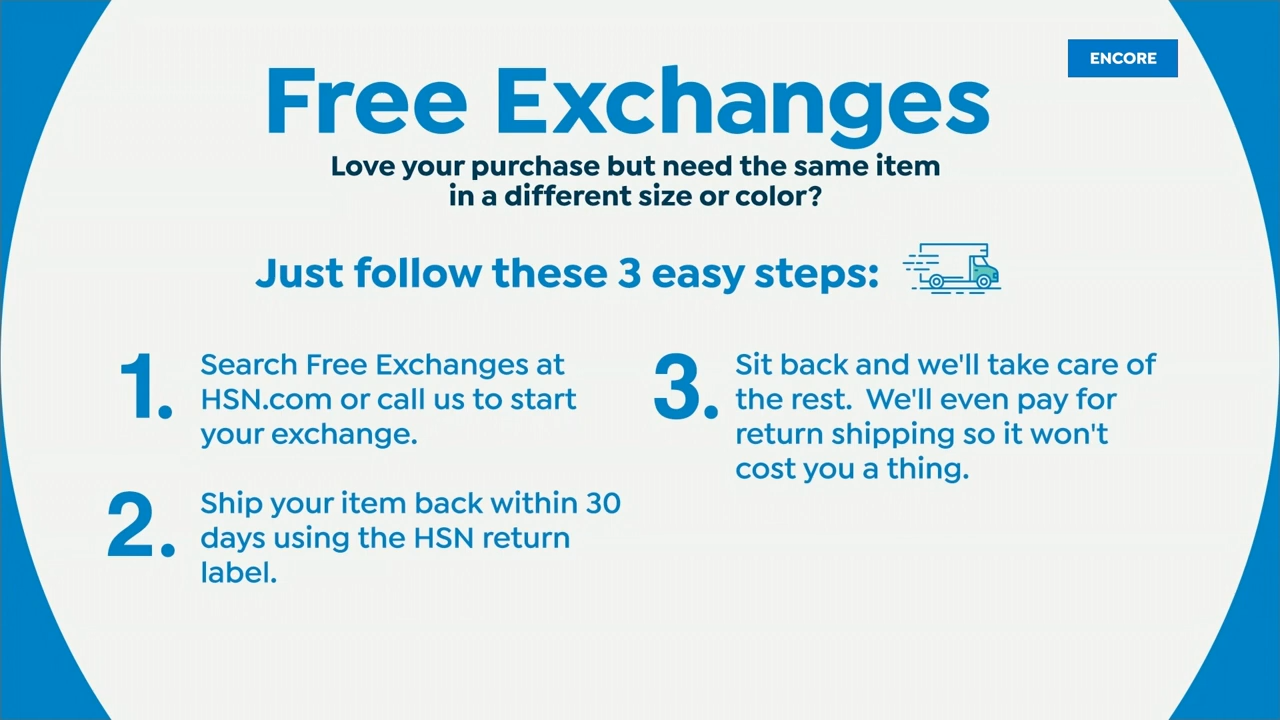 ENCORE
Free Exchanges
Love your purchase but need the same item
in a different size or color?
Just follow these 3 easy steps:
1. Search Free Exchanges at
HSN.com or call us to start
your exchange.
2. Ship your item back within 30
days using the HSN return
label.
3. Sit back and we'll take care of
the rest.  We'll even pay for
return shipping so it won't
cost you a thing.